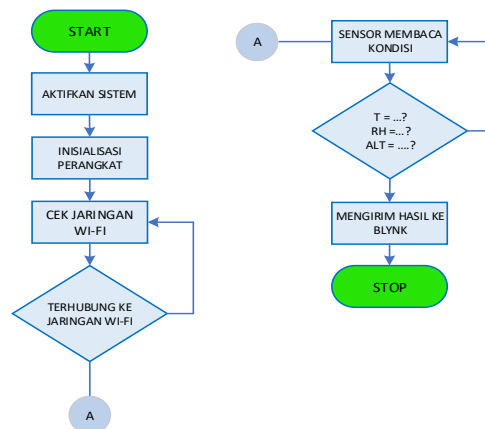 START
AKTIFKAN SISTEM
INISIALISASI
PERANGKAT
CEK JARINGAN
WI-FI
TERHUBUNG KE
JARINGAN WI-FI
A
A
SENSOR MEMBACA
KONDISI
T = ...?
RH =...?
ALT = ....?
MENGIRIM HASIL KE
BLYNK
STOP